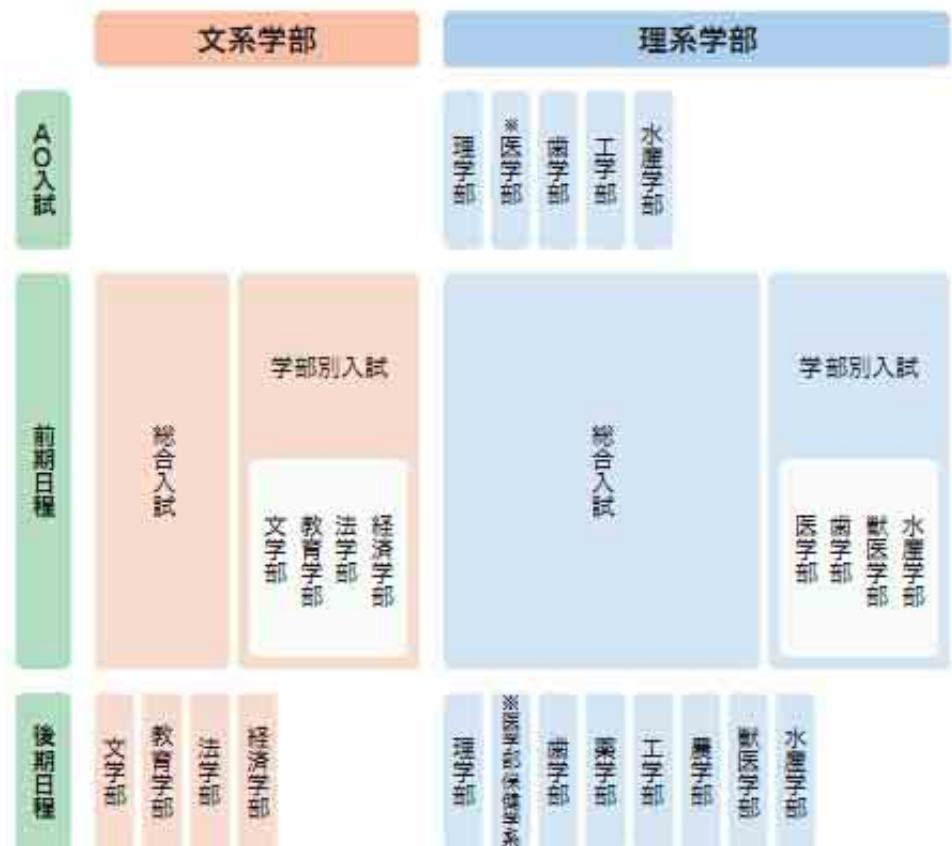 文系学部
理系学部
AO入試
理学部
※医学部
歯学部
工学部
水産学部
前期日程
総合入試
学部別入試
文学部
教育学部
法学部
経済学部
総合入試
学部別入試
医学部
歯学部
獣医学部
水産学部
後期日程
文学部
教育学部
法学部
経済学部
理学部
※医学部保健学系
歯学部
薬学部
工学部
農学部
獣医学部
水産学部